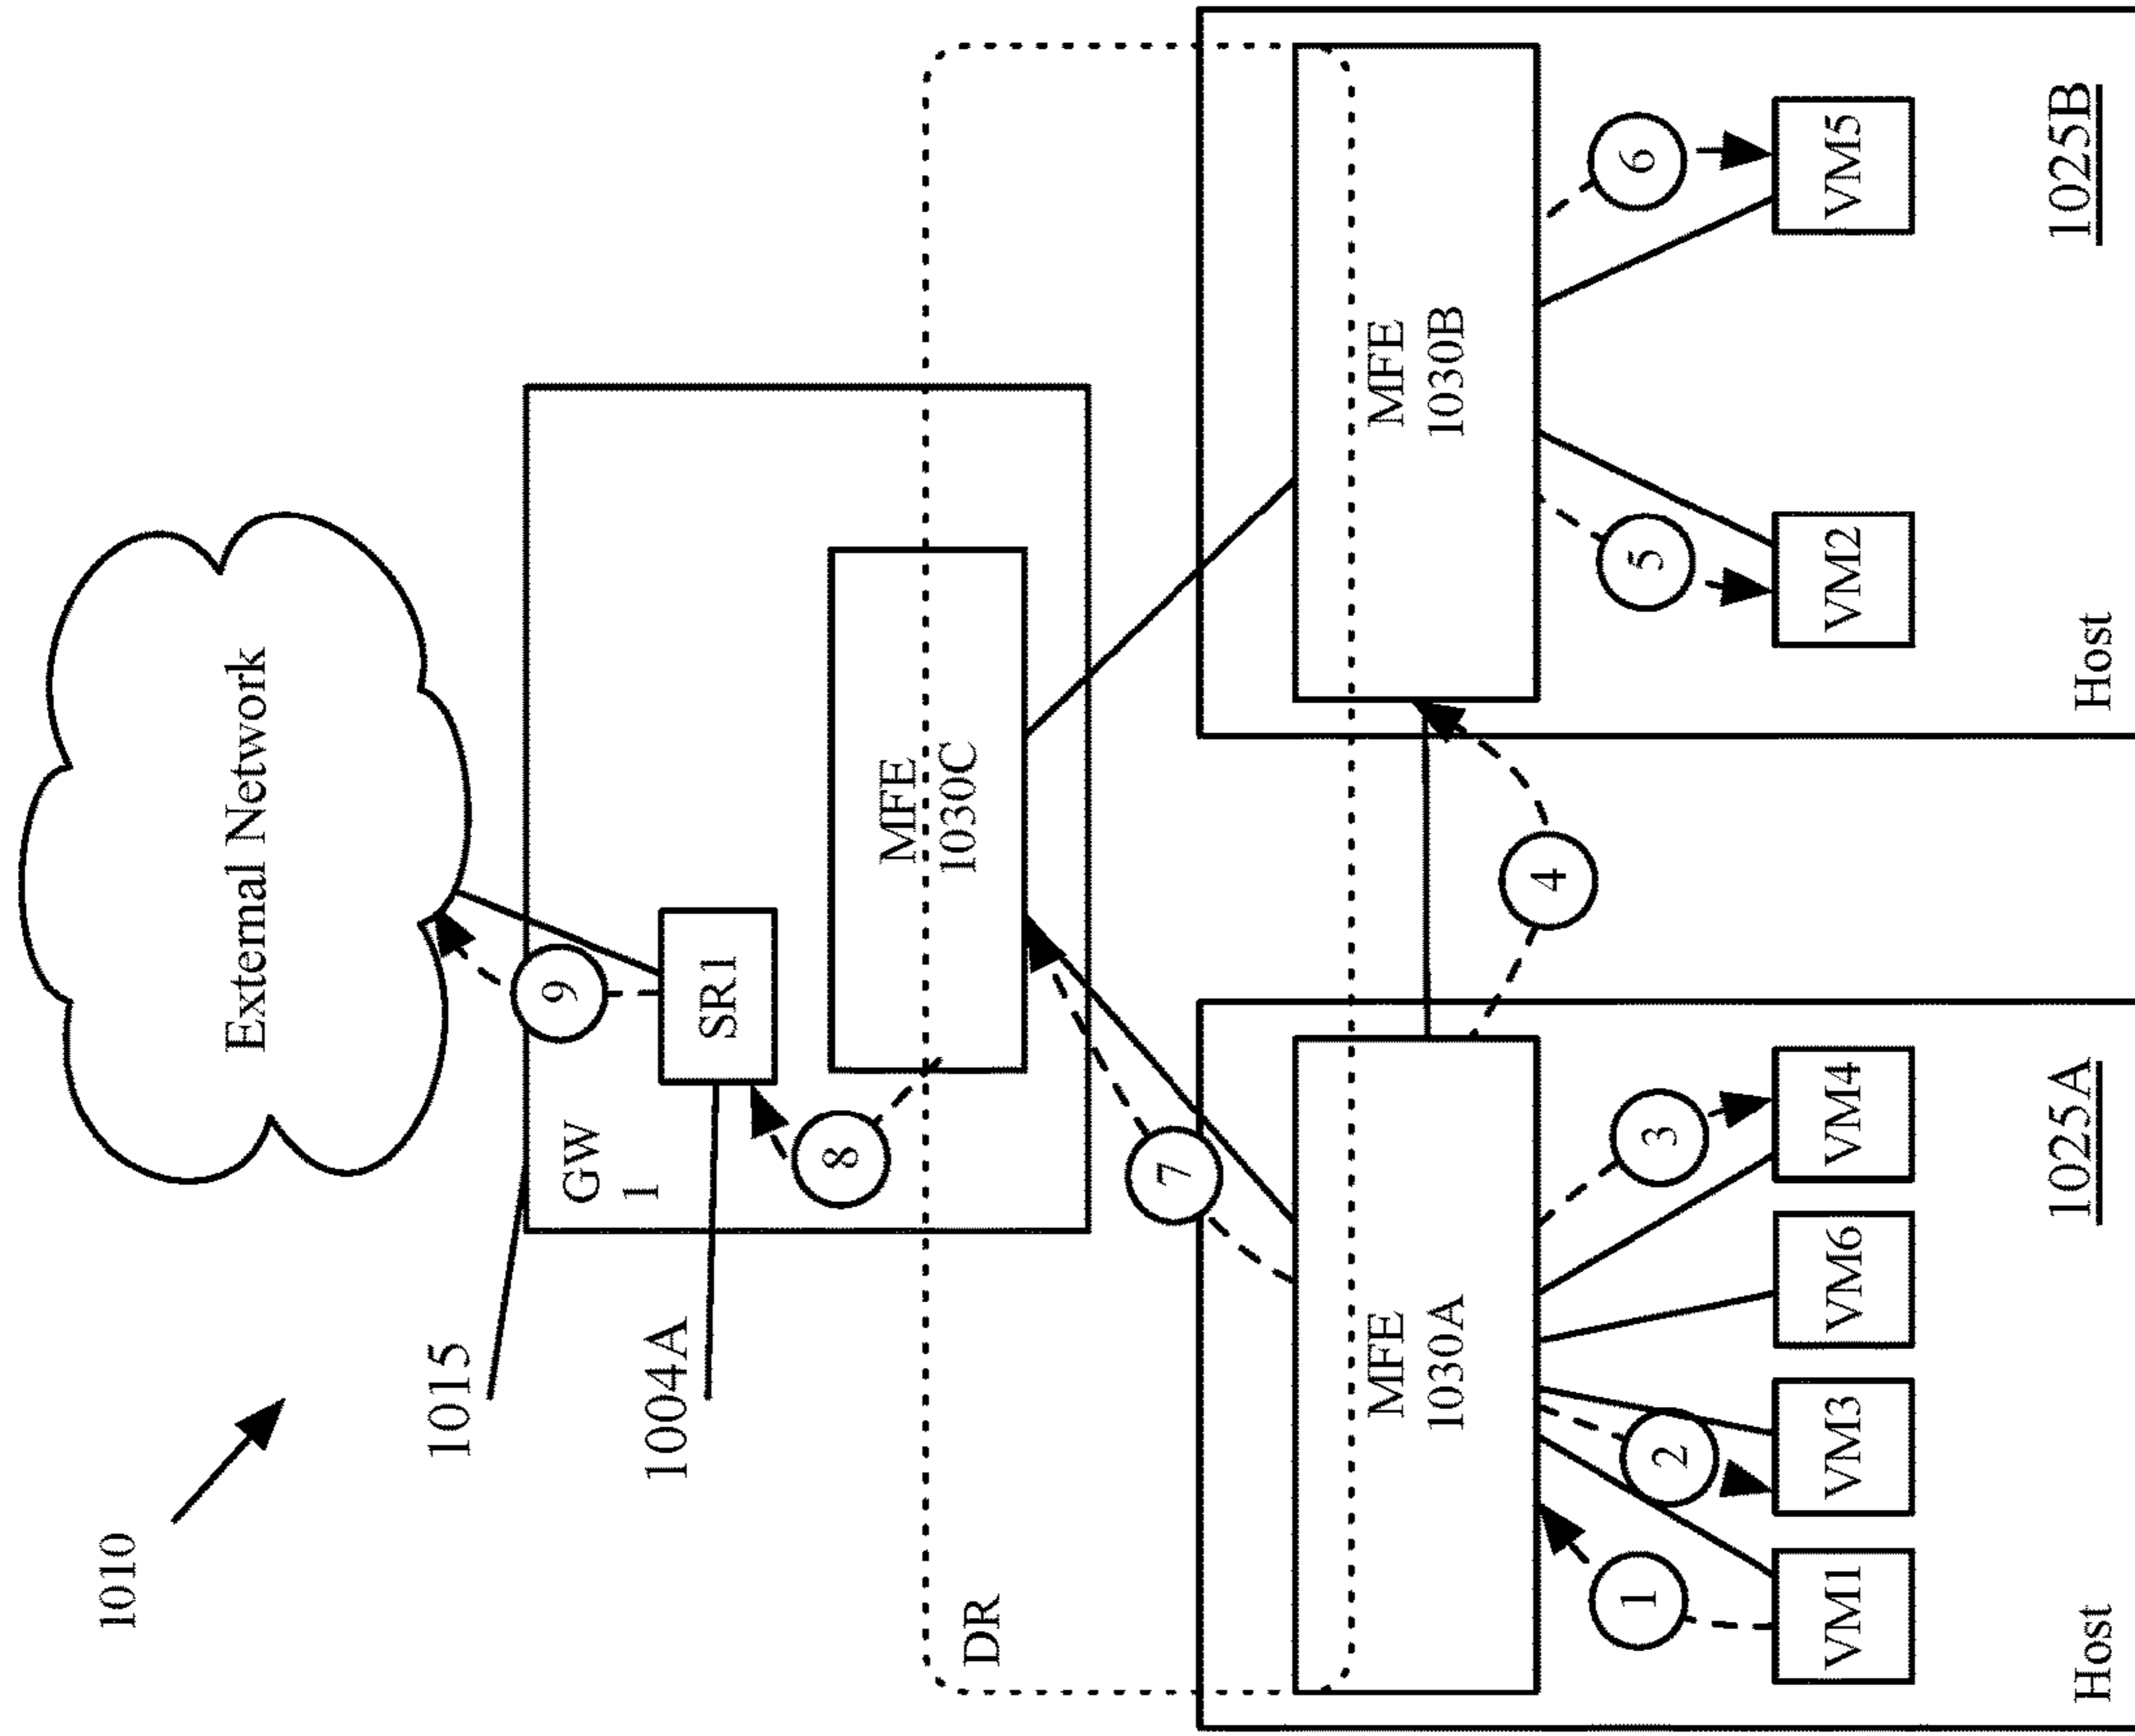 1010
External Network
1015
9
GW
1
SR1
1004A
8
MFE
1030C
DR
7
MFE
1030A
MFE
1030B
4
1
2
3
5
6
VM1
VM3
VM6
VM4
VM2
VM5
Host
1025A
Host
1025B